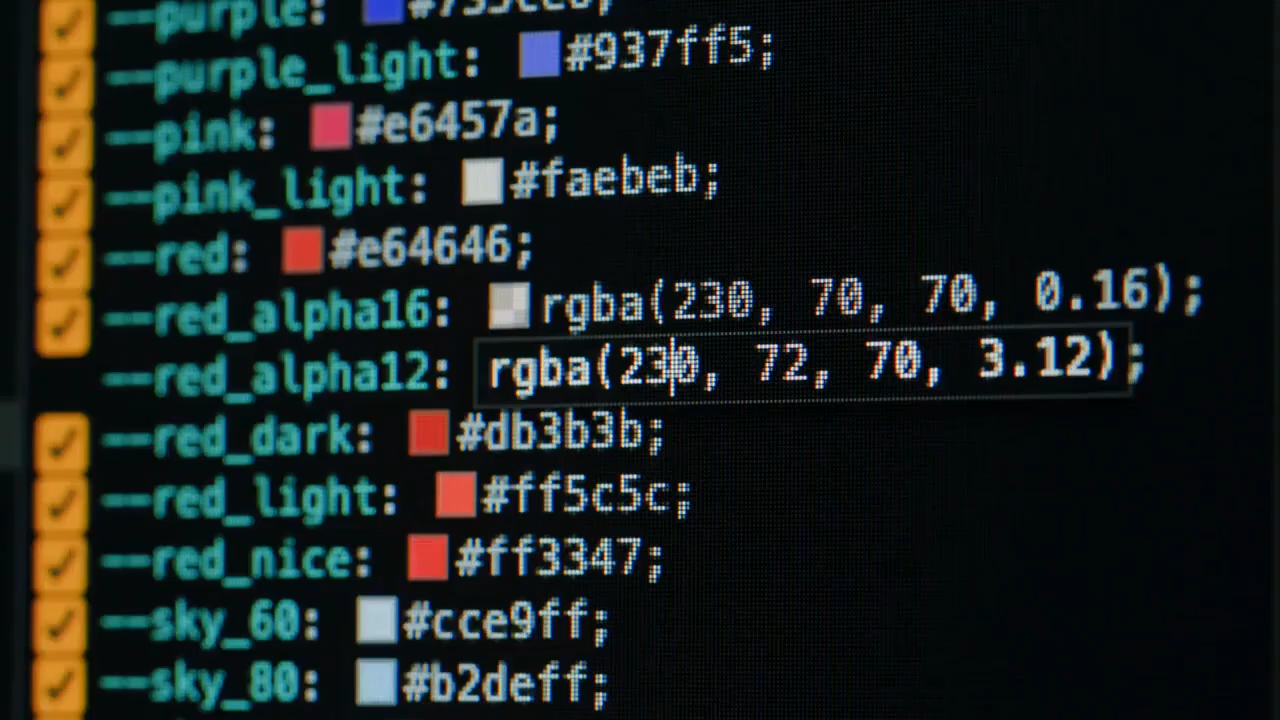 --purple:
--purple_light: #937ff5;
--pink: #e6457a;
--pink_light: #faebeb;
--red: #e64646;
--red_alpha16: rgba(230, 70, 70, 0.16);
--red_alpha12: rgba(230, 72, 70, 3.12);
--red_dark: #db3b3b;
--red_light: #ff5c5c;
--red_nice: #ff3347;
--sky_60: #cce9ff;
--sky_80: #b2deff;